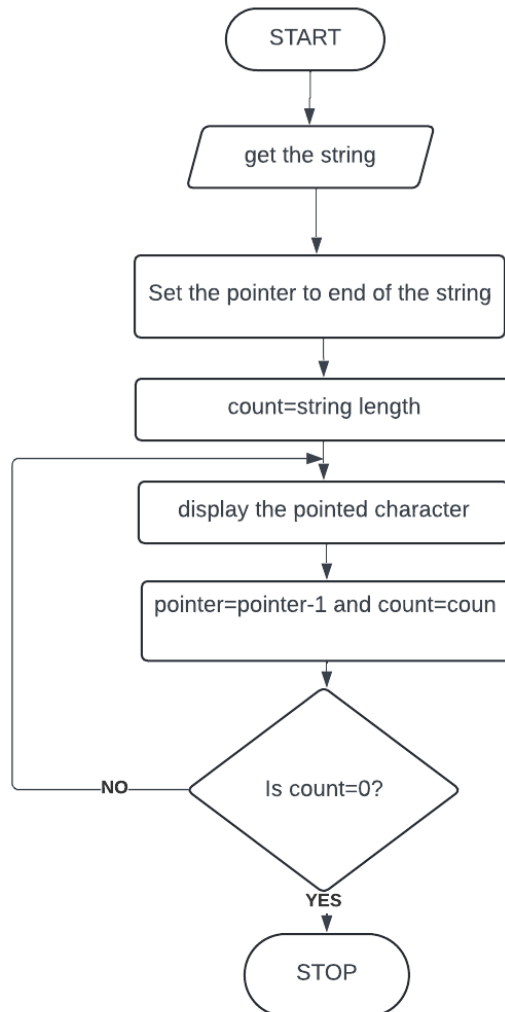 START
get the string
Set the pointer to end of the string
count=string length
display the pointed character
pointer=pointer-1 and count=coun
Is count=0?
NO
YES
STOP